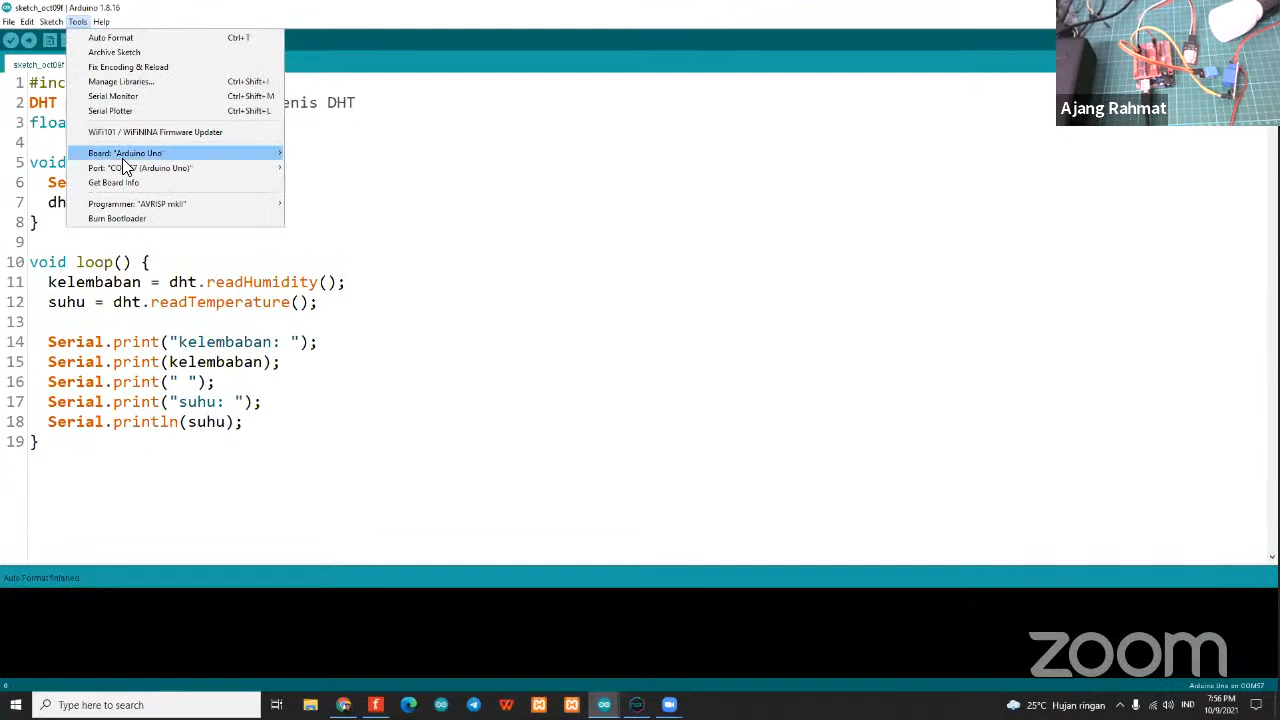 sketch_oct09f | Arduino 1.8.16
File Edit Sketch Tools Help
Auto Format Ctrl+T
Archive Sketch
Fix Encoding & Reload
Manage Libraries... Ctrl+Shift+I
Serial Monitor Ctrl+Shift+M
Serial Plotter Ctrl+Shift+L
WiFi101 / WiFiNINA Firmware Updater
Board: "Arduino Uno"
Port: "COM57 (Arduino Uno)"
Get Board Info
Programmer: "AVRISP mkII"
Burn Bootloader
sketch_oct09f
1 #inc
2 DHT enis DHT
3 floa
4
5 void
6 Se
7 dh
8 }
9
10 void loop() {
11 kelembaban = dht.readHumidity();
12 suhu = dht.readTemperature();
13
14 Serial.print("kelembaban: ");
15 Serial.print(kelembaban);
16 Serial.print(" ");
17 Serial.print("suhu: ");
18 Serial.println(suhu);
19 }
Ajang Rahmat
Auto Format finished.
zoom
Arduino Uno on COM57
Type here to search
25°C Hujan ringan
IND
7:56 PM
10/9/2021